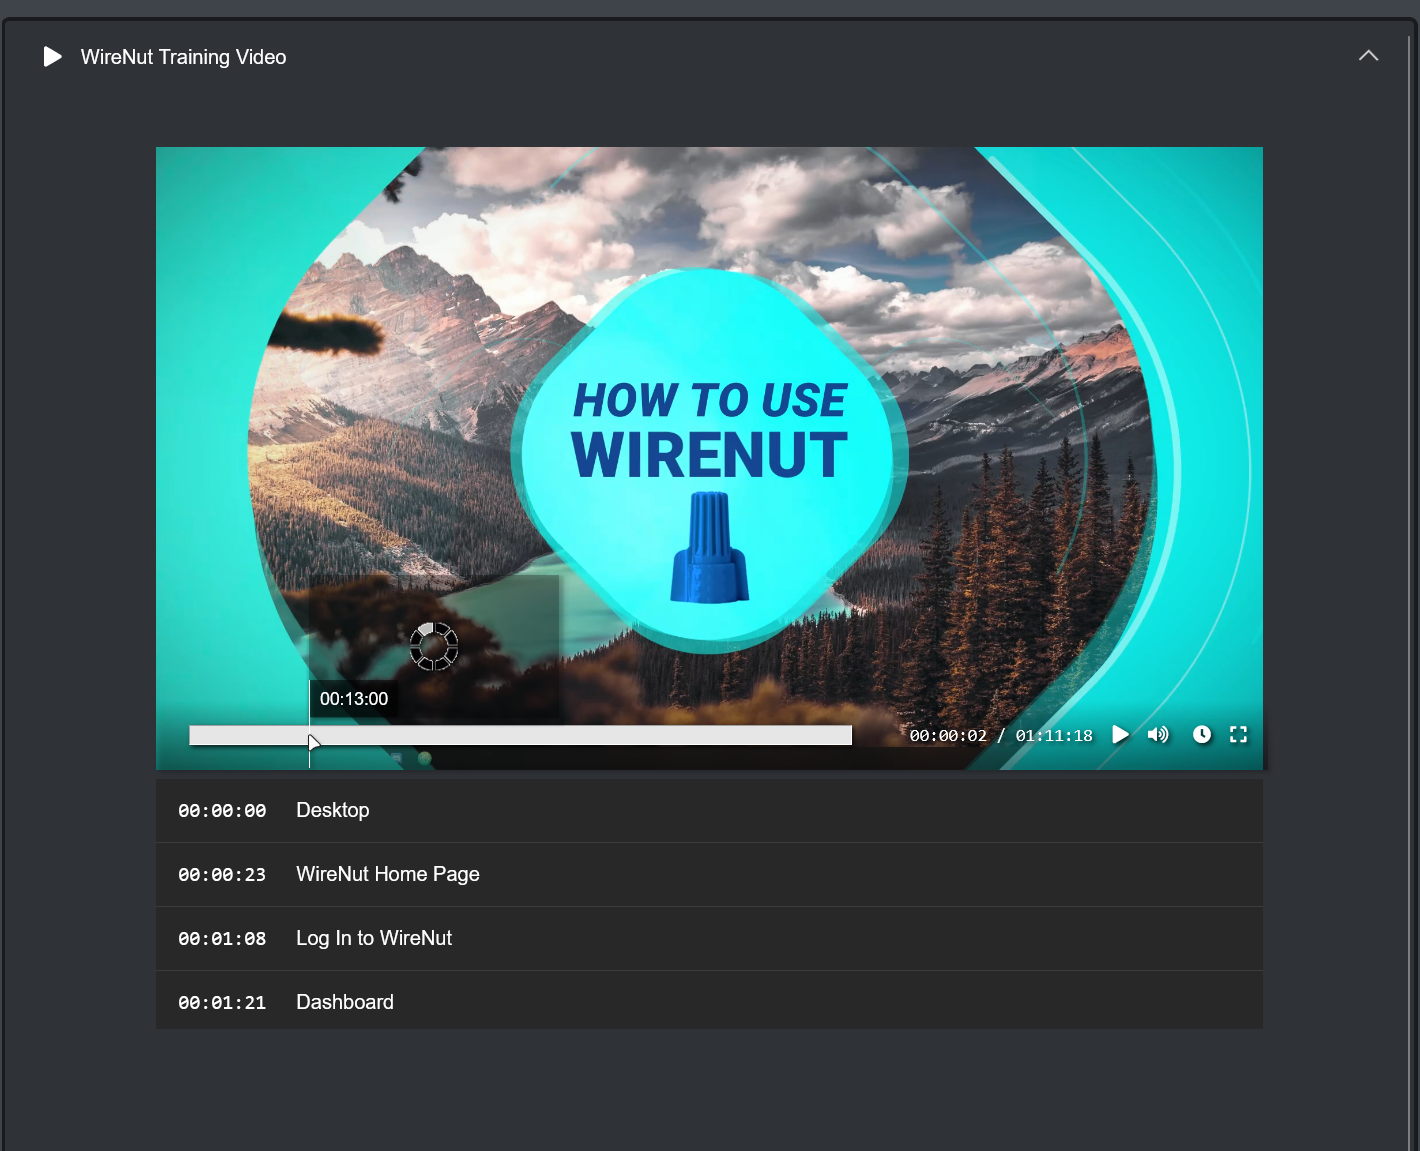 WireNut Training Video
HOW TO USE
WIRENUT
00:13:00
00:00:02 / 01:11:18
00:00:00 Desktop
00:00:23 WireNut Home Page
00:01:08 Log In to WireNut
00:01:21 Dashboard